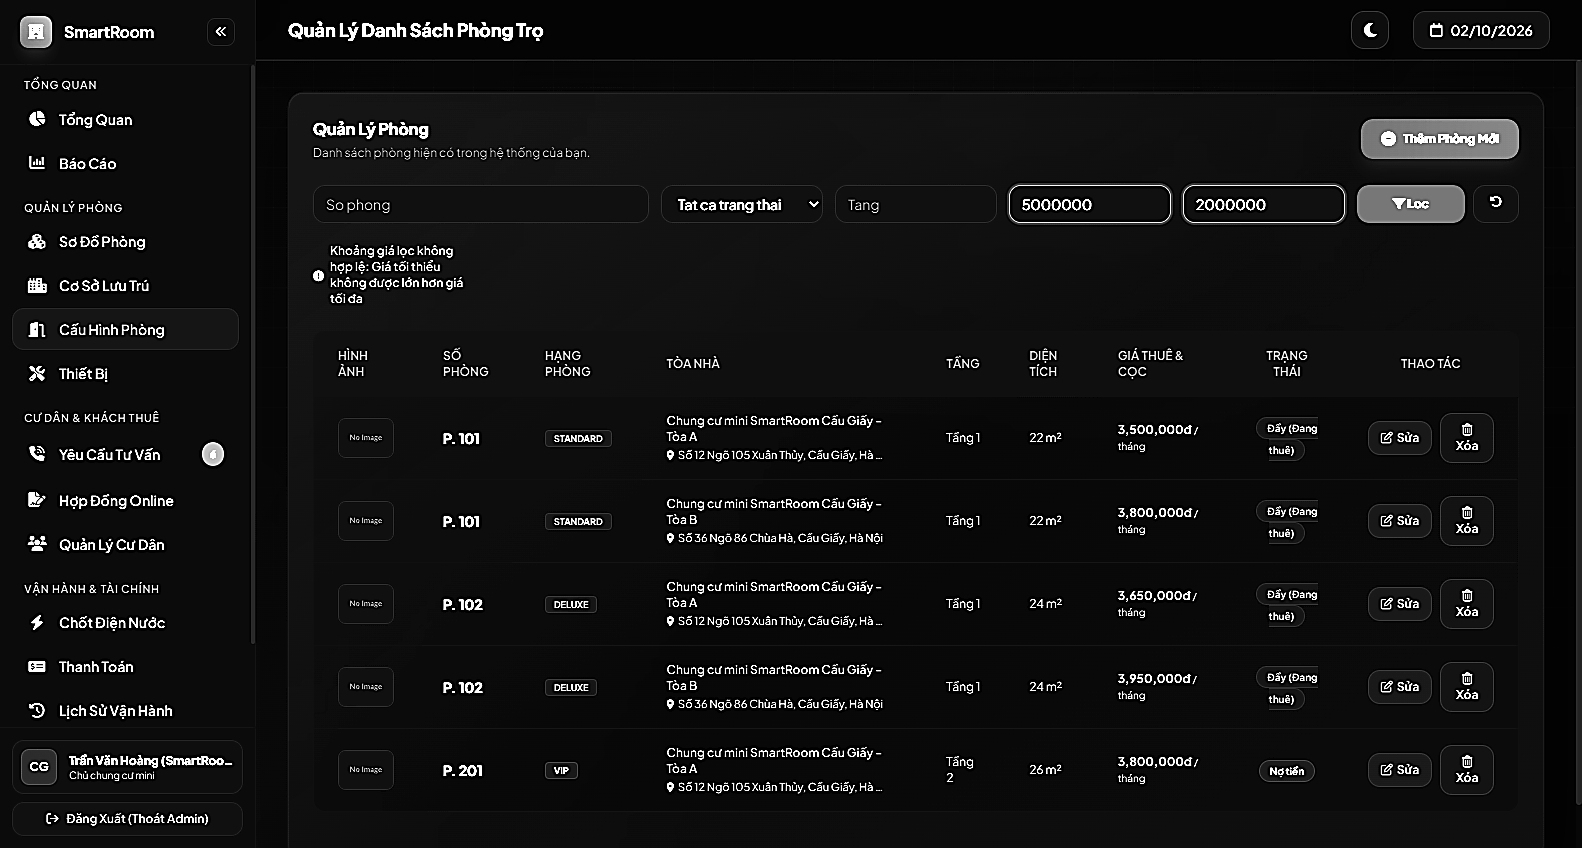 SmartRoom
Quản Lý Danh Sách Phòng Trọ
02/10/2026
TỔNG QUAN
Tổng Quan
Báo Cáo
QUẢN LÝ PHÒNG
Sơ Đồ Phòng
Cơ Sở Lưu Trú
Cấu Hình Phòng
Thiết Bị
CƯ DÂN & KHÁCH THUÊ
Yêu Cầu Tư Vấn
Hợp Đồng Online
Quản Lý Cư Dân
VẬN HÀNH & TÀI CHÍNH
Chốt Điện Nước
Thanh Toán
Lịch Sử Vận Hành
CG
Trần Văn Hoàng (SmartRoo...
Chủ chung cư mini
Đăng Xuất (Thoát Admin)
Quản Lý Phòng
Danh sách phòng hiện có trong hệ thống của bạn.
Thêm Phòng Mới
So phong
Tat ca trang thai
Tang
5000000
2000000
Loc
Khoảng giá lọc không
hợp lệ: Giá tối thiểu
không được lớn hơn giá
tối đa
HÌNH
ẢNH
SỐ
PHÒNG
HẠNG
PHÒNG
TÒA NHÀ
TẦNG
DIỆN
TÍCH
GIÁ THUÊ &
CỌC
TRẠNG
THÁI
THAO TÁC
No Image
P. 101
STANDARD
Chung cư mini SmartRoom Cầu Giấy -
Tòa A
Số 12 Ngõ 105 Xuân Thủy, Cầu Giấy, Hà ...
Tầng 1
22 m²
3,500,000đ/
tháng
Đầy (Đang
thuê)
Sửa
Xóa
No Image
P. 101
STANDARD
Chung cư mini SmartRoom Cầu Giấy -
Tòa B
Số 36 Ngõ 86 Chùa Hà, Cầu Giấy, Hà Nội
Tầng 1
22 m²
3,800,000đ/
tháng
Đầy (Đang
thuê)
Sửa
Xóa
No Image
P. 102
DELUXE
Chung cư mini SmartRoom Cầu Giấy -
Tòa A
Số 12 Ngõ 105 Xuân Thủy, Cầu Giấy, Hà ...
Tầng 1
24 m²
3,650,000đ/
tháng
Đầy (Đang
thuê)
Sửa
Xóa
No Image
P. 102
DELUXE
Chung cư mini SmartRoom Cầu Giấy -
Tòa B
Số 36 Ngõ 86 Chùa Hà, Cầu Giấy, Hà Nội
Tầng 1
24 m²
3,950,000đ/
tháng
Đầy (Đang
thuê)
Sửa
Xóa
No Image
P. 201
VIP
Chung cư mini SmartRoom Cầu Giấy -
Tòa A
Số 12 Ngõ 105 Xuân Thủy, Cầu Giấy, Hà ...
Tầng
2
26 m²
3,800,000đ/
tháng
Nợ tiền
Sửa
Xóa